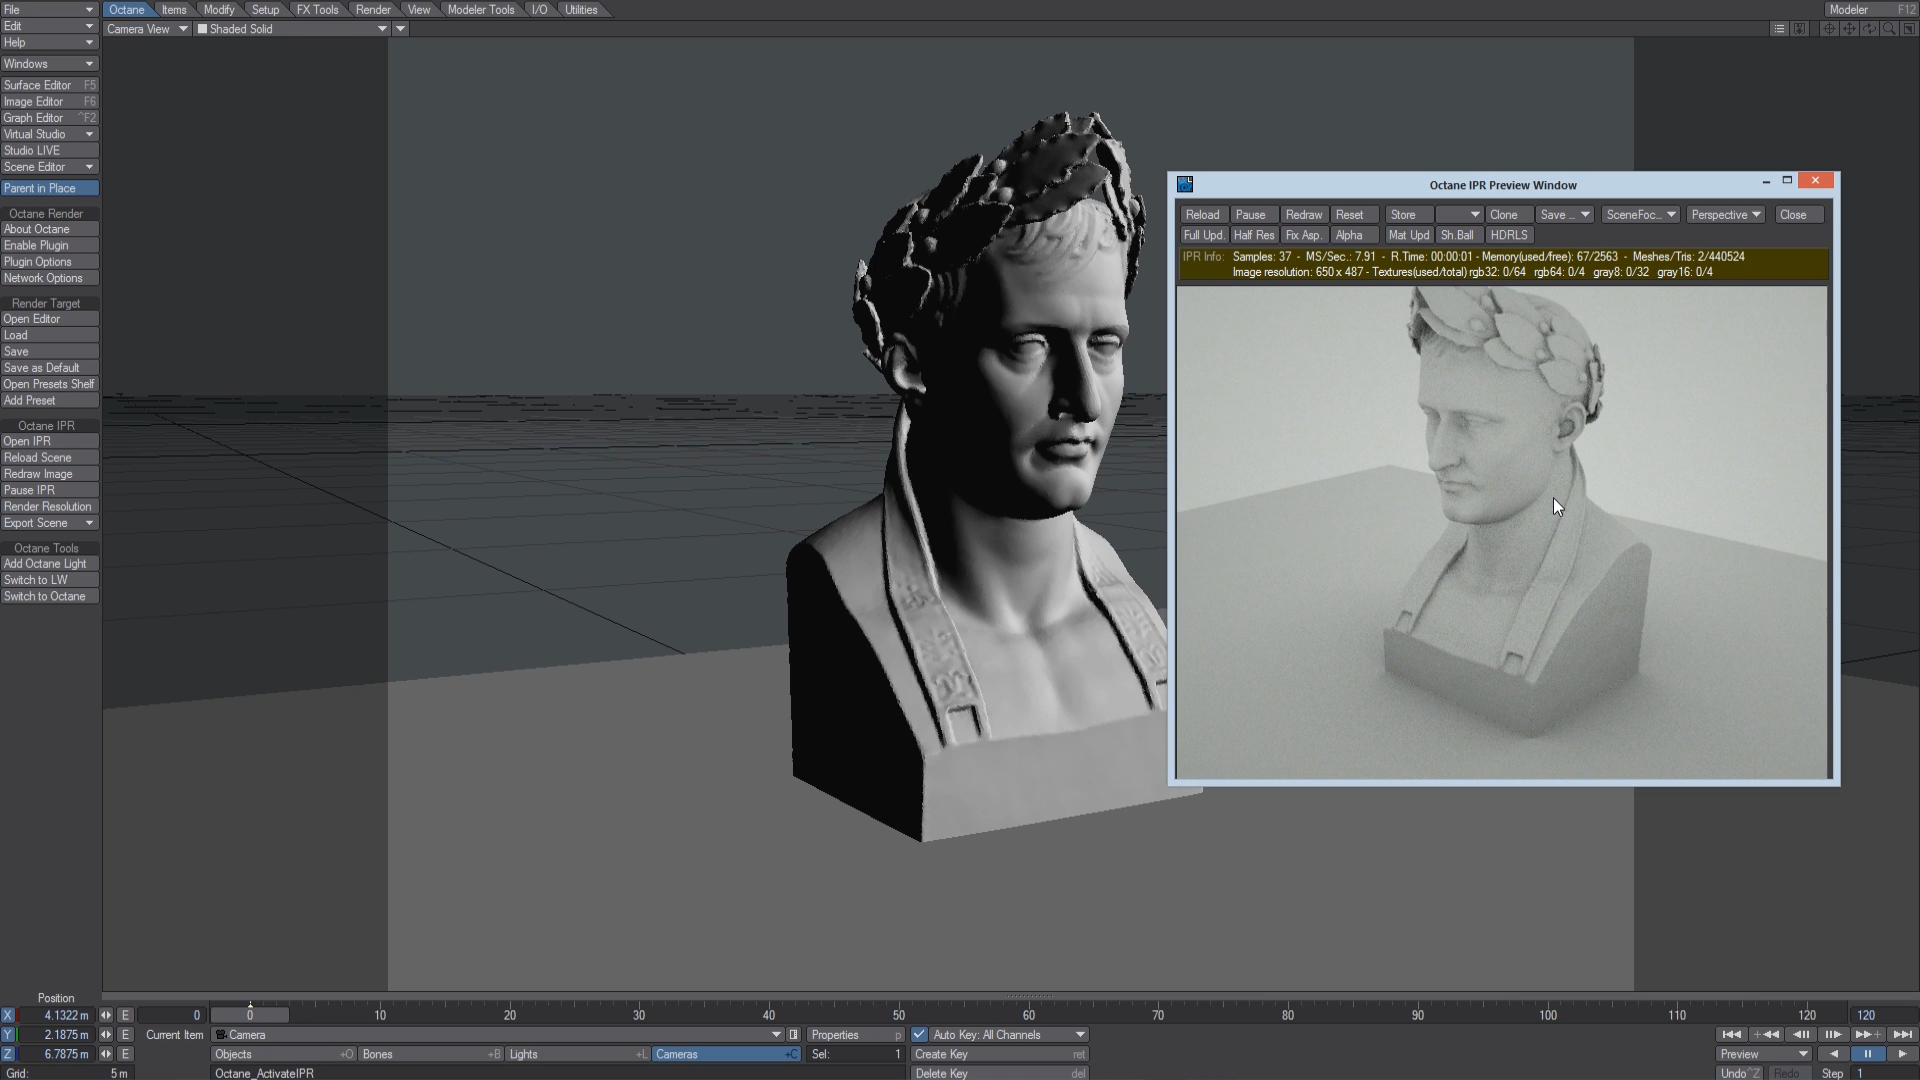 File
Octane Items Modify Setup FX Tools Render View Modeler Tools I/O Utilities
Modeler F12
Edit
Camera View Shaded Solid
Help
Windows
Surface Editor F5
Image Editor F6
Graph Editor ^F2
Virtual Studio
Studio LIVE
Scene Editor
Parent in Place
Octane Render
About Octane
Enable Plugin
Plugin Options
Network Options
Render Target
Open Editor
Load
Save
Save as Default
Open Presets Shelf
Add Preset
Octane IPR
Open IPR
Reload Scene
Redraw Image
Pause IPR
Render Resolution
Export Scene
Octane Tools
Add Octane Light
Switch to LW
Switch to Octane
Octane IPR Preview Window
Reload Pause Redraw Reset Store Clone Save ... SceneFoc... Perspective Close
Full Upd. Half Res Fix Asp. Alpha Mat Upd Sh.Ball HDRLS
IPR Info: Samples: 37 - MS/Sec.: 7.91 - R.Time: 00:00:01 - Memory(used/free): 67/2563 - Meshes/Tris: 2/440524
Image resolution: 650 x 487 - Textures(used/total) rgb32: 0/64 rgb64: 0/4 gray8: 0/32 gray16: 0/4
Position
X 4.1322 m E 0 0 10 20 30 40 50 60 70 80 90 100 110 120 120
Y 2.1875 m E Current Item Camera Properties p Auto Key: All Channels
Z 6.7875 m E Objects +O Bones +B Lights +L Cameras +C Sel: 1 Create Key ret Preview
Grid: 5 m Octane_ActivateIPR Delete Key del Undo ^Z Redo Step 1